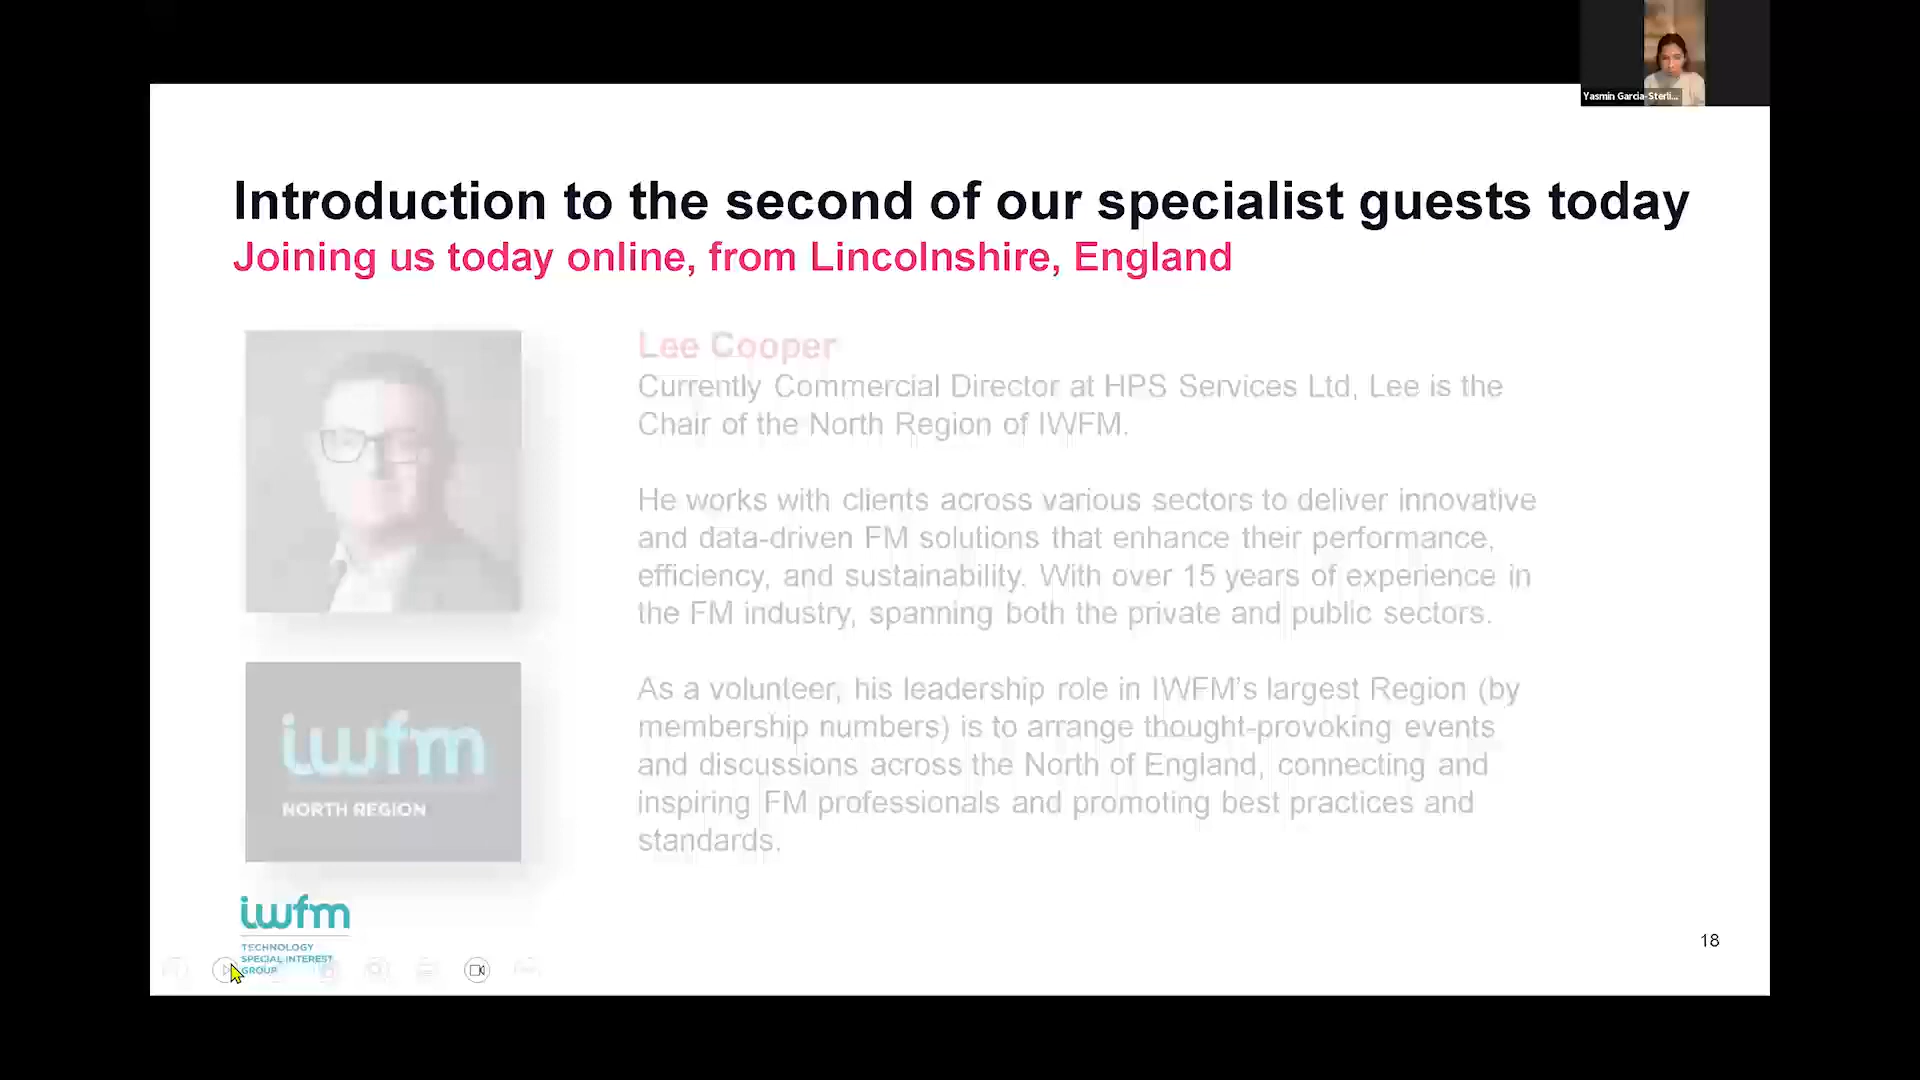 Yasmin Garcia-Sterli...
Introduction to the second of our specialist guests today
Joining us today online, from Lincolnshire, England
Lee Cooper
Currently Commercial Director at HPS Services Ltd, Lee is the
Chair of the North Region of IWFM.
He works with clients across various sectors to deliver innovative
and data-driven FM solutions that enhance their performance,
efficiency, and sustainability. With over 15 years of experience in
the FM industry, spanning both the private and public sectors.
As a volunteer, his leadership role in IWFM's largest Region (by
membership numbers) is to arrange thought-provoking events
and discussions across the North of England, connecting and
inspiring FM professionals and promoting best practices and
standards.
iwfm
NORTH REGION
iwfm
TECHNOLOGY
SPECIAL INTEREST
GROUP
18